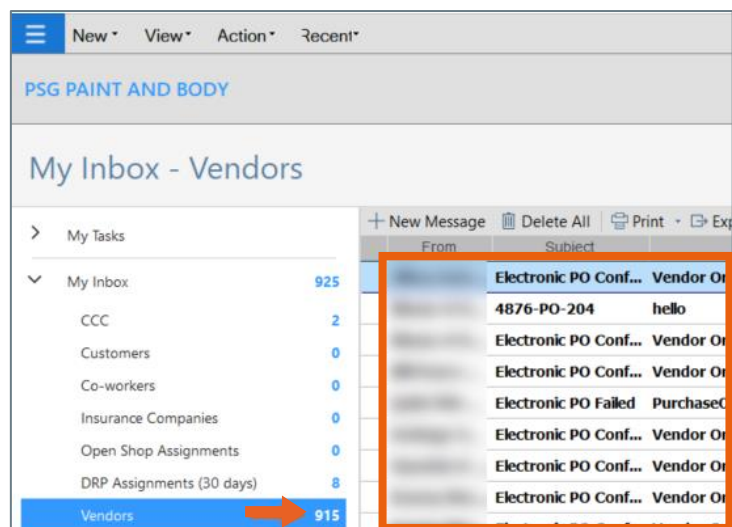 New View Action Recent
PSG PAINT AND BODY
My Inbox - Vendors
My Tasks
My Inbox 925
CCC 2
Customers 0
Co-workers 0
Insurance Companies 0
Open Shop Assignments 0
DRP Assignments (30 days) 8
Vendors 915
New Message Delete All Print Exp
From Subject
Electronic PO Conf... Vendor Or
4876-PO-204 hello
Electronic PO Conf... Vendor Or
Electronic PO Conf... Vendor Or
Electronic PO Failed PurchaseO
Electronic PO Conf... Vendor Or
Electronic PO Conf... Vendor Or
Electronic PO Conf... Vendor Or